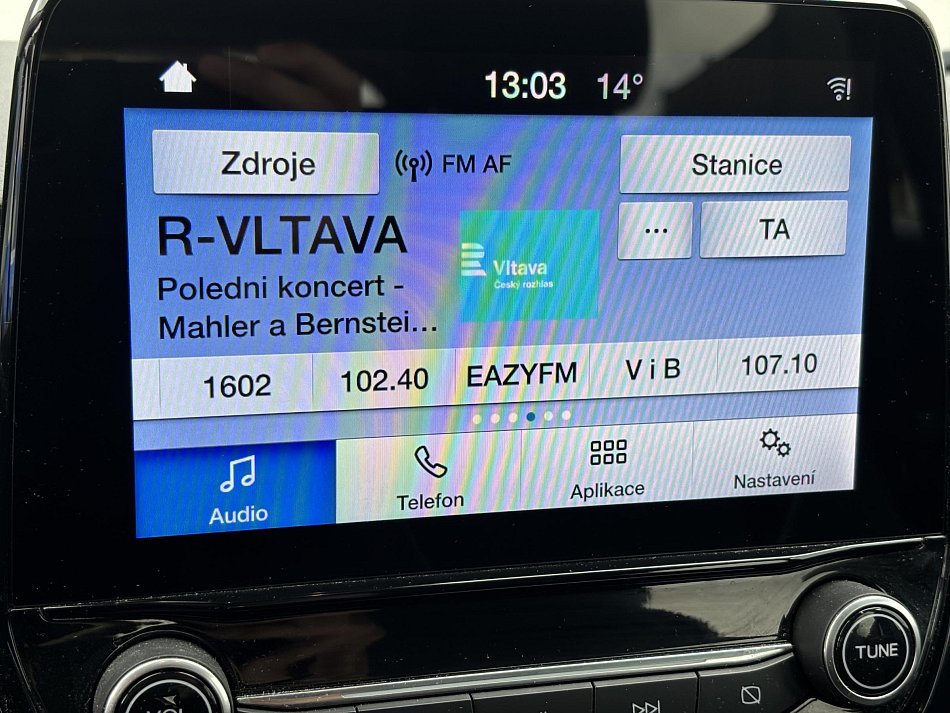 13:03 14°
Zdroje FM AF Stanice
R-VLTAVA ... TA
Vltava
Český rozhlas
Poledni koncert -
Mahler a Bernstei...
1602 102.40 EAZYFM V i B 107.10
Audio Telefon Aplikace Nastavení
TUNE
VOL